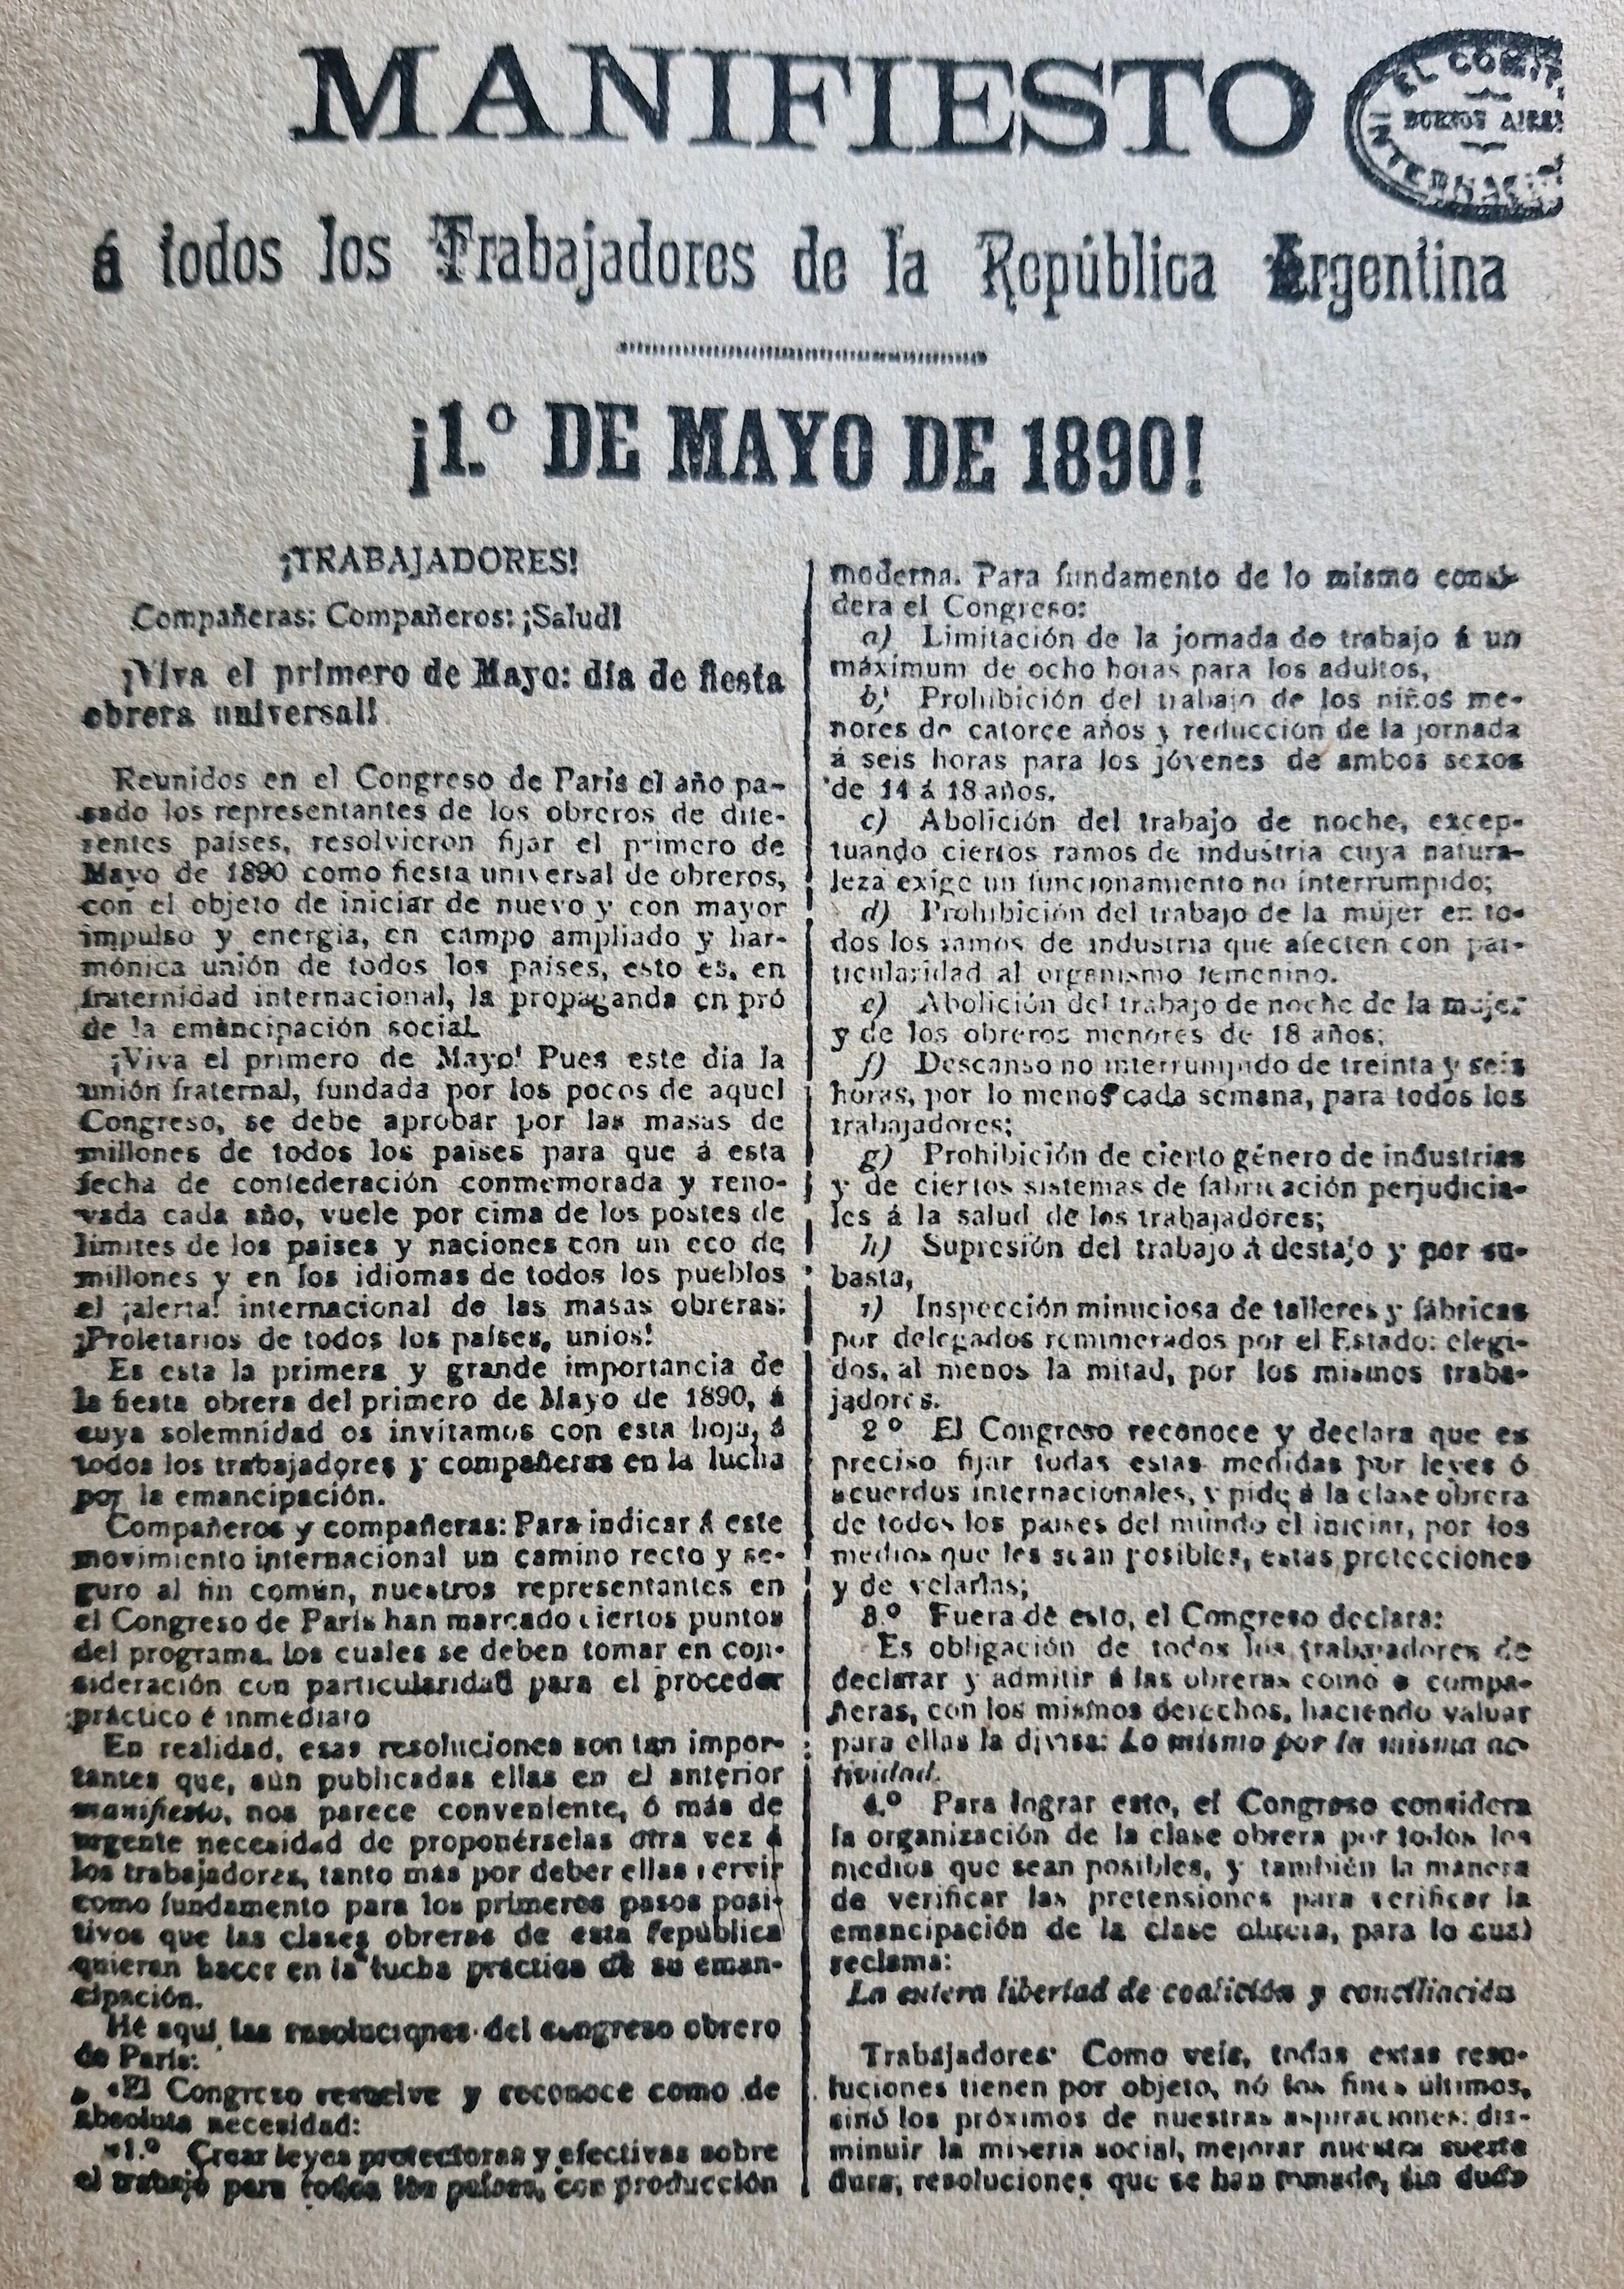 MANIFIESTO
EL COMIT
BUENOS AIRES
INTERNAC
á todos los Trabajadores de la República Argentina
¡1.º DE MAYO DE 1890!
¡TRABAJADORES!
Compañeras: Compañeros: ¡Salud!
¡Viva el primero de Mayo: día de fiesta
obrera universal!
Reunidos en el Congreso de París el año pa-
sado los representantes de los obreros de dife-
rentes países, resolvieron fijar el primero de
Mayo de 1890 como fiesta universal de obreros,
con el objeto de iniciar de nuevo y con mayor
impulso y energía, en campo ampliado y har-
mónica unión de todos los países, esto es, en
fraternidad internacional, la propaganda en pró
de la emancipación social.
¡Viva el primero de Mayo! Pues este dia la
unión fraternal, fundada por los pocos de aquel
Congreso, se debe aprobar por las masas de
millones de todos los países para que á esta
fecha de confederación conmemorada y reno-
vada cada año, vuele por cima de los postes de
límites de los países y naciones con un eco de
millones y en los idiomas de todos los pueblos
el ¡alerta! internacional de las masas obreras:
¡Proletarios de todos los países, uníos!
Es esta la primera y grande importancia de
la fiesta obrera del primero de Mayo de 1890, á
cuya solemnidad os invitamos con esta hoja, á
todos los trabajadores y compañeras en la lucha
por la emancipación.
Compañeros y compañeras: Para indicar á este
movimiento internacional un camino recto y se-
guro al fin común, nuestros representantes en
el Congreso de París han marcado ciertos puntos
del programa, los cuales se deben tomar en con-
sideración con particularidad para el proceder
práctico é inmediato
En realidad, esas resoluciones son tan impor-
tantes que, aún publicadas ellas en el anterior
manifiesto, nos parece conveniente, ó más de
urgente necesidad de proponérselas otra vez á
los trabajadores, tanto más por deber ellas servir
como fundamento para los primeros pasos posi-
tivos que las clases obreras de esta república
quieran hacer en la lucha práctica de su eman-
cipación.
Hé aquí las resoluciones del congreso obrero
de París:
«El Congreso resuelve y reconoce como de
absoluta necesidad:
«1.º Crear leyes protectoras y efectivas sobre
el trabajo para todos los países, con producción
moderna. Para fundamento de lo mismo consi-
dera el Congreso:
a) Limitación de la jornada de trabajo á un
máximum de ocho horas para los adultos,
b) Prohibición del trabajo de los niños me-
nores de catorce años y reducción de la jornada
á seis horas para los jóvenes de ambos sexos
de 14 á 18 años.
c) Abolición del trabajo de noche, excep-
tuando ciertos ramos de industria cuya natura-
leza exige un funcionamiento no interrumpido;
d) Prohibición del trabajo de la mujer en to-
dos los ramos de industria que afecten con par-
ticularidad al organismo femenino.
e) Abolición del trabajo de noche de la mujer
y de los obreros menores de 18 años;
f) Descanso no interrumpido de treinta y seis
horas, por lo menos cada semana, para todos los
trabajadores;
g) Prohibición de cierto género de industrias
y de ciertos sistemas de fabricación perjudicia-
les á la salud de los trabajadores;
h) Supresión del trabajo á destajo y por su-
basta,
i) Inspección minuciosa de talleres y fábricas
por delegados remunerados por el Estado: elegi-
dos, al menos la mitad, por los mismos traba-
jadores.
2º El Congreso reconoce y declara que es
preciso fijar todas estas medidas por leyes ó
acuerdos internacionales, y pide á la clase obrera
de todos los países del mundo el iniciar, por los
medios que les sean posibles, estas protecciones
y de velarlas;
3.º Fuera de esto, el Congreso declara:
Es obligación de todos los trabajadores de
declarar y admitir á las obreras como compa-
ñeras, con los mismos derechos, haciendo valuar
para ellas la divisa: Lo mismo por la misma ac-
tividad.
4.º Para lograr esto, el Congreso considera
la organización de la clase obrera por todos los
medios que sean posibles, y también la manera
de verificar las pretensiones para verificar la
emancipación de la clase obrera, para lo cual
reclama:
La entera libertad de coalición y conciliación
Trabajadores: Como veis, todas estas reso-
luciones tienen por objeto, nó los fines últimos,
sinó los próximos de nuestras aspiraciones: dis-
minuir la miseria social, mejorar nuestra suerte
dura, resoluciones que se han tomado, sin duda